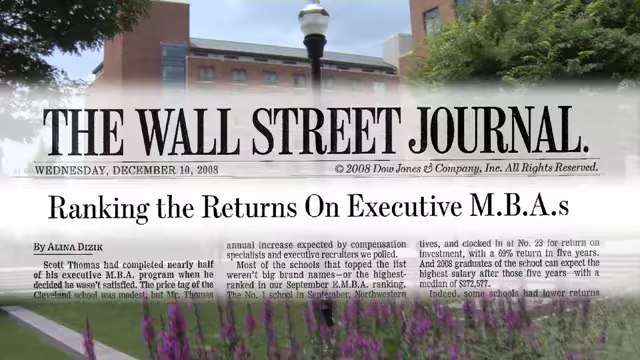 THE WALL STREET JOURNAL.
WEDNESDAY, DECEMBER 10, 2008
© 2008 Dow Jones & Company, Inc. All Rights Reserved.
Ranking the Returns On Executive M.B.A.s
By ALINA DIZIK
Scott Thomas had completed nearly half
of his executive M.B.A. program when he
decided he wasn't satisfied. The price tag of the
Cleveland school was modest, but Mr. Thomas
annual increase expected by compensation
specialists and executive recruiters we polled.
Most of the schools that topped the list
weren't big brand names—or the highest-
ranked in our September E.M.B.A. ranking.
The No. 1 school in September, Northwestern
tives, and clocked in at No. 23 for return on
investment, with a 69% return in five years.
And 2008 graduates of the school can expect the
highest salary after those five years—with a
median of $272,577.
Indeed, some schools had lower returns